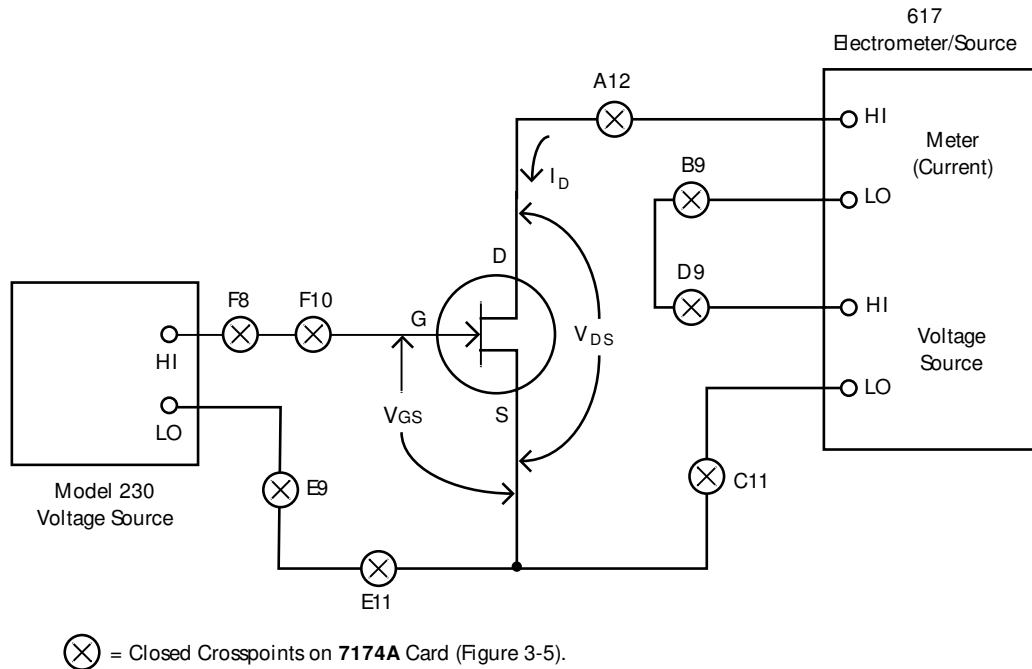 617
Electrometer/Source
A12
HI
Meter
(Current)
I D
B9
LO
D
D9
F8
F10
G
HI
V DS
HI
Voltage
Source
LO
VGS
S
LO
E9
C11
Model 230
Voltage Source
E11
= Closed Crosspoints on 7174A Card (Figure 3-5).